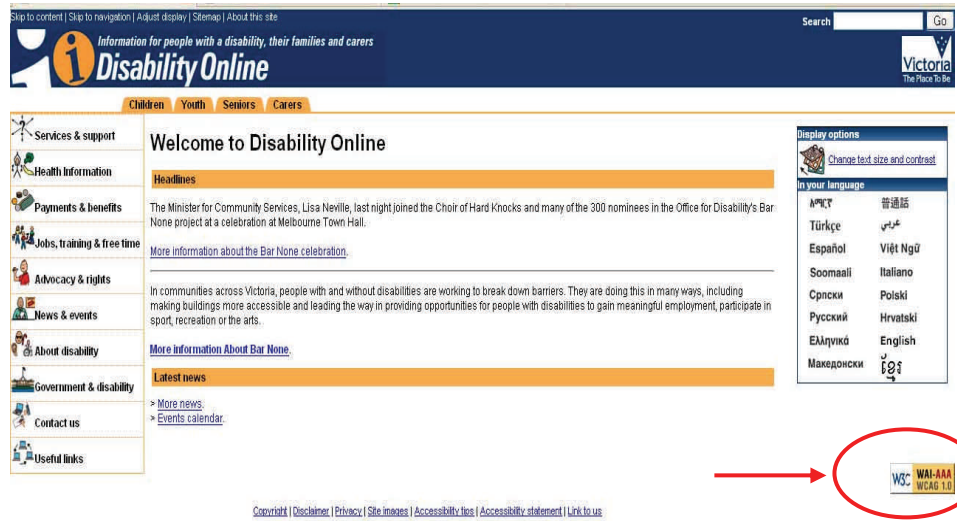 Skip to content | Skip to navigation | Adjust display | Sitemap | About this site
Search
Go
Information for people with a disability, their families and carers
i
Disability Online
Victoria
The Place To Be
Children
Youth
Seniors
Carers
Services & support
Health Information
Payments & benefits
Jobs, training & free time
Advocacy & rights
News & events
About disability
Government & disability
Contact us
Useful links
Welcome to Disability Online
Headlines
The Minister for Community Services, Lisa Neville, last night joined the Choir of Hard Knocks and many of the 300 nominees in the Office for Disability's Bar
None project at a celebration at Melbourne Town Hall.
More information about the Bar None celebration.
In communities across Victoria, people with and without disabilities are working to break down barriers. They are doing this in many ways, including
making buildings more accessible and leading the way in providing opportunities for people with disabilities to gain meaningful employment, participate in
sport, recreation or the arts.
More information About Bar None.
Latest news
> More news.
> Events calendar.
Display options
Change text size and contrast
In your language
አማርኛ 普通話
Türkçe عربي
Español Việt Ngữ
Soomaali Italiano
Српски Polski
Русский Hrvatski
Ελληνικά English
Македонски ខ្មែរ
W3C WAI-AAA
WCAG 1.0
Copyright | Disclaimer | Privacy | Site images | Accessibility tips | Accessibility statement | Link to us